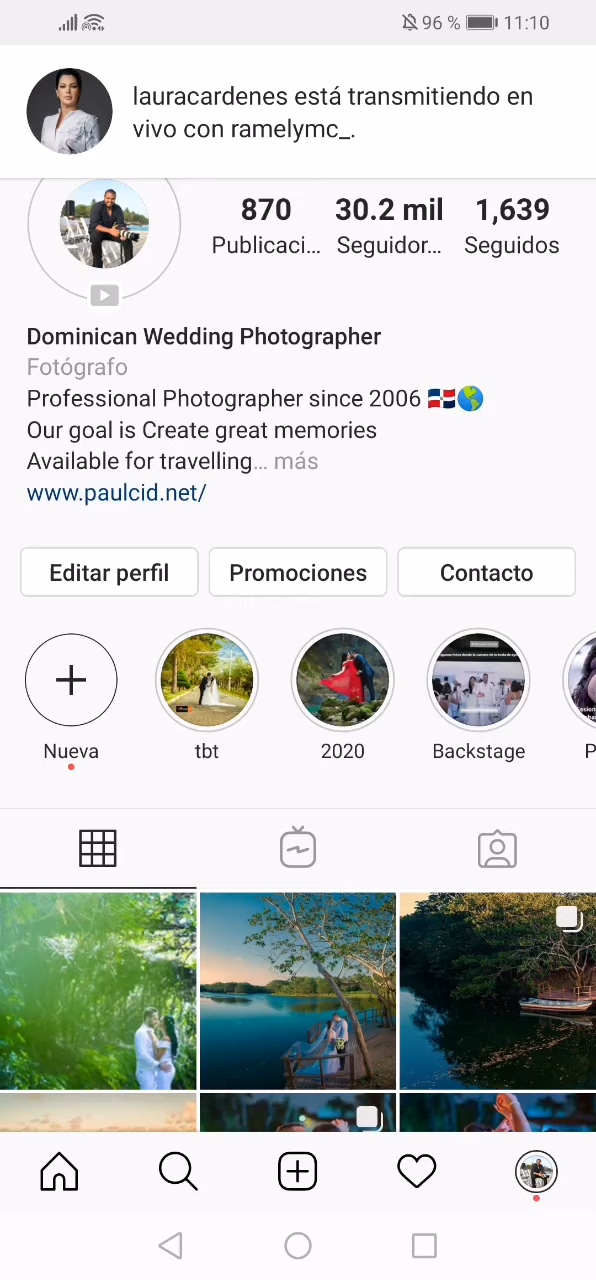 96 % 11:10
lauracardenes está transmitiendo en
vivo con ramelymc_.
870 30.2 mil 1,639
Publicaci... Seguidor... Seguidos
Dominican Wedding Photographer
Fotógrafo
Professional Photographer since 2006 🇩🇴🌎
Our goal is Create great memories
Available for travelling... más
www.paulcid.net/
Editar perfil Promociones Contacto
Nueva tbt 2020 Backstage P